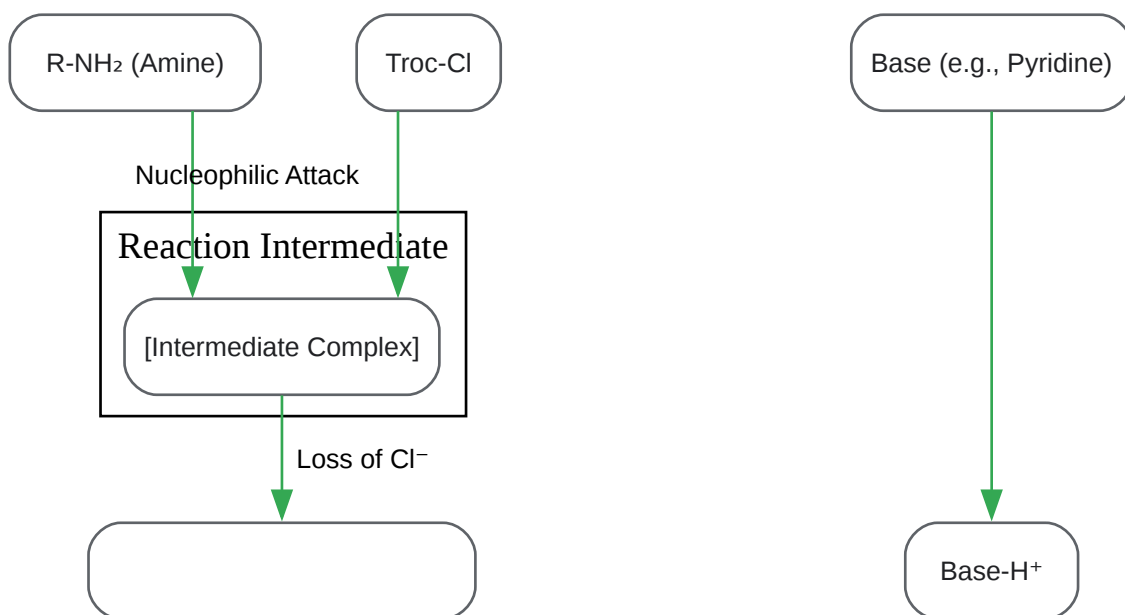 R-NH₂ (Amine)
Troc-Cl
Base (e.g., Pyridine)
Nucleophilic Attack
Reaction Intermediate
[Intermediate Complex]
Loss of Cl⁻
Base-H⁺